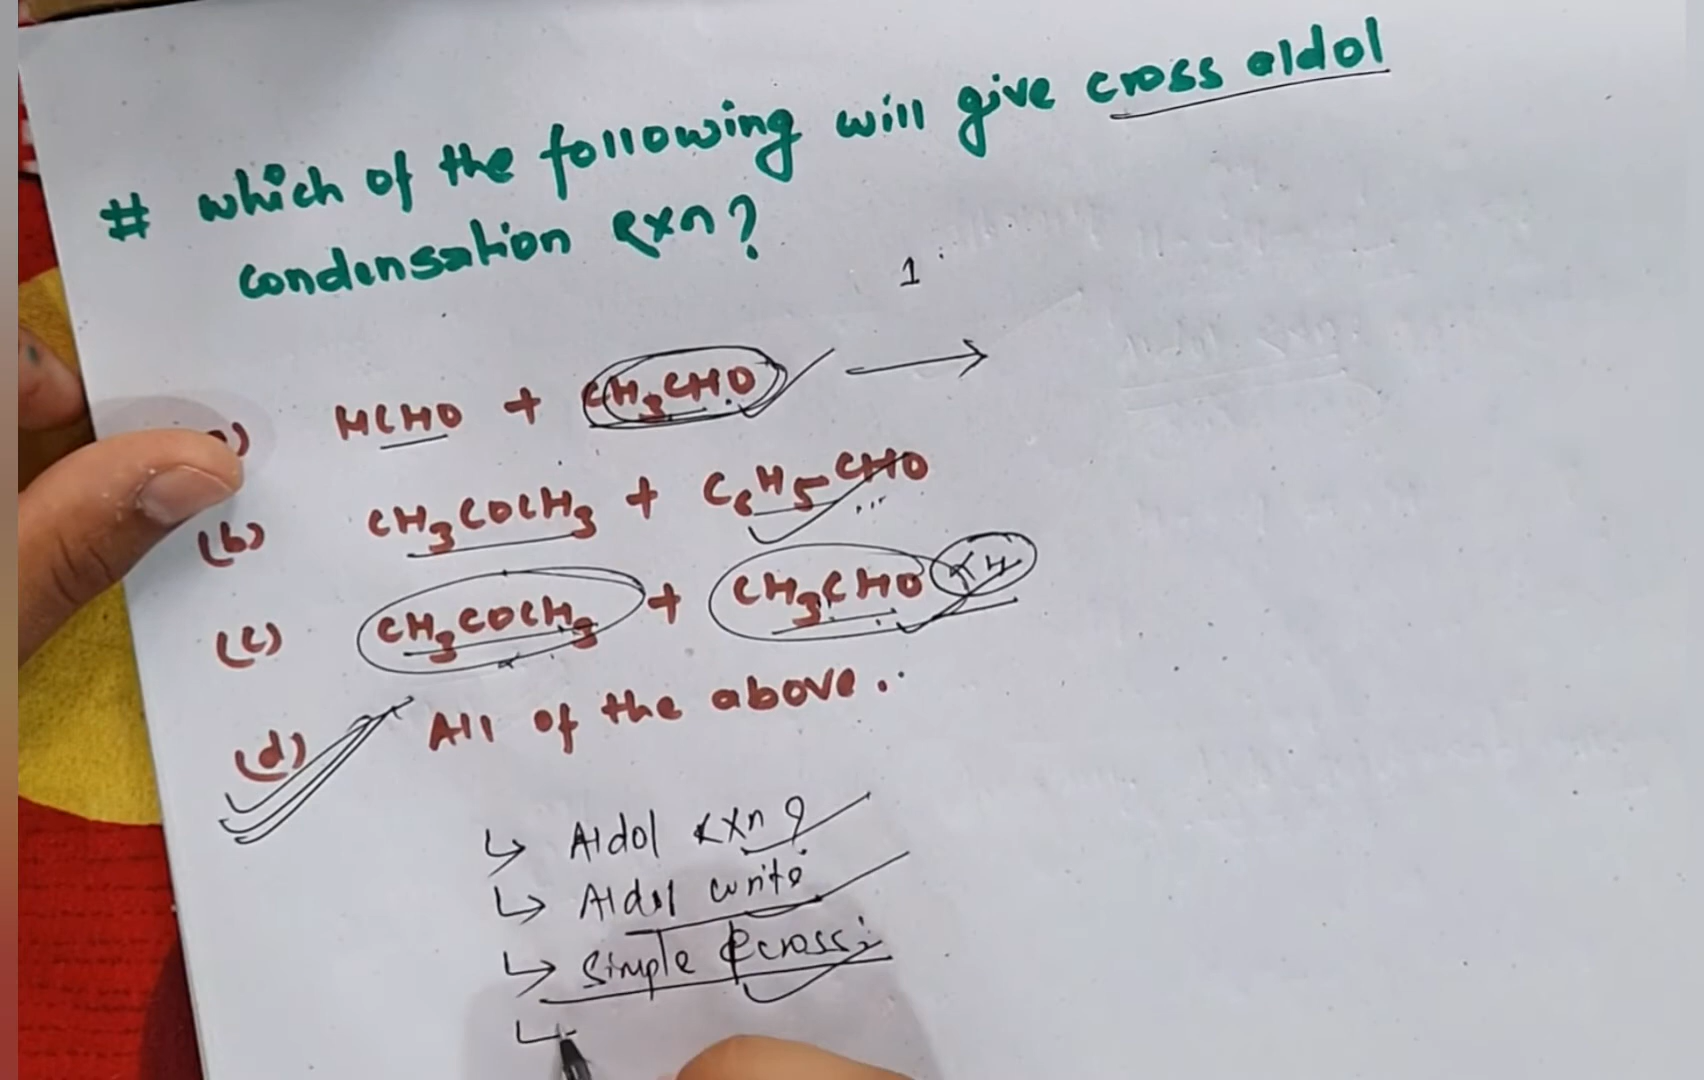 # which of the following will give cross aldol
condensation rxn?
1
HCHO + CH3CHO →
(b) CH3COCH3 + C6H5CHO
(c) CH3COCH3 + CH3CHO
(d) All of the above..
↳ Aldol rxn?
↳ Aldol write
↳ simple cross
↳